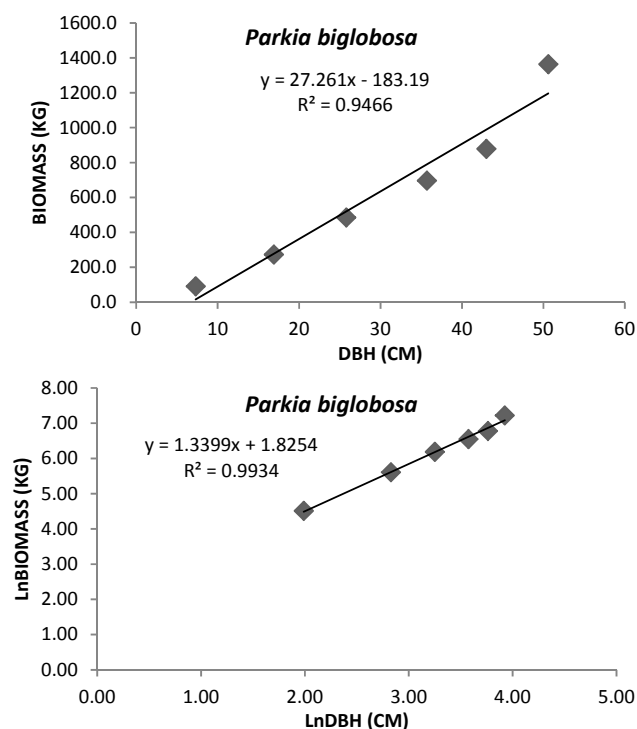 Parkia biglobosa
y = 27.261x - 183.19
R² = 0.9466
BIOMASS (KG)
1600.0
1400.0
1200.0
1000.0
800.0
600.0
400.0
200.0
0.0
0 10 20 30 40 50 60
DBH (CM)
Parkia biglobosa
y = 1.3399x + 1.8254
R² = 0.9934
LnBIOMASS (KG)
8.00
7.00
6.00
5.00
4.00
3.00
2.00
1.00
0.00
0.00 1.00 2.00 3.00 4.00 5.00
LnDBH (CM)